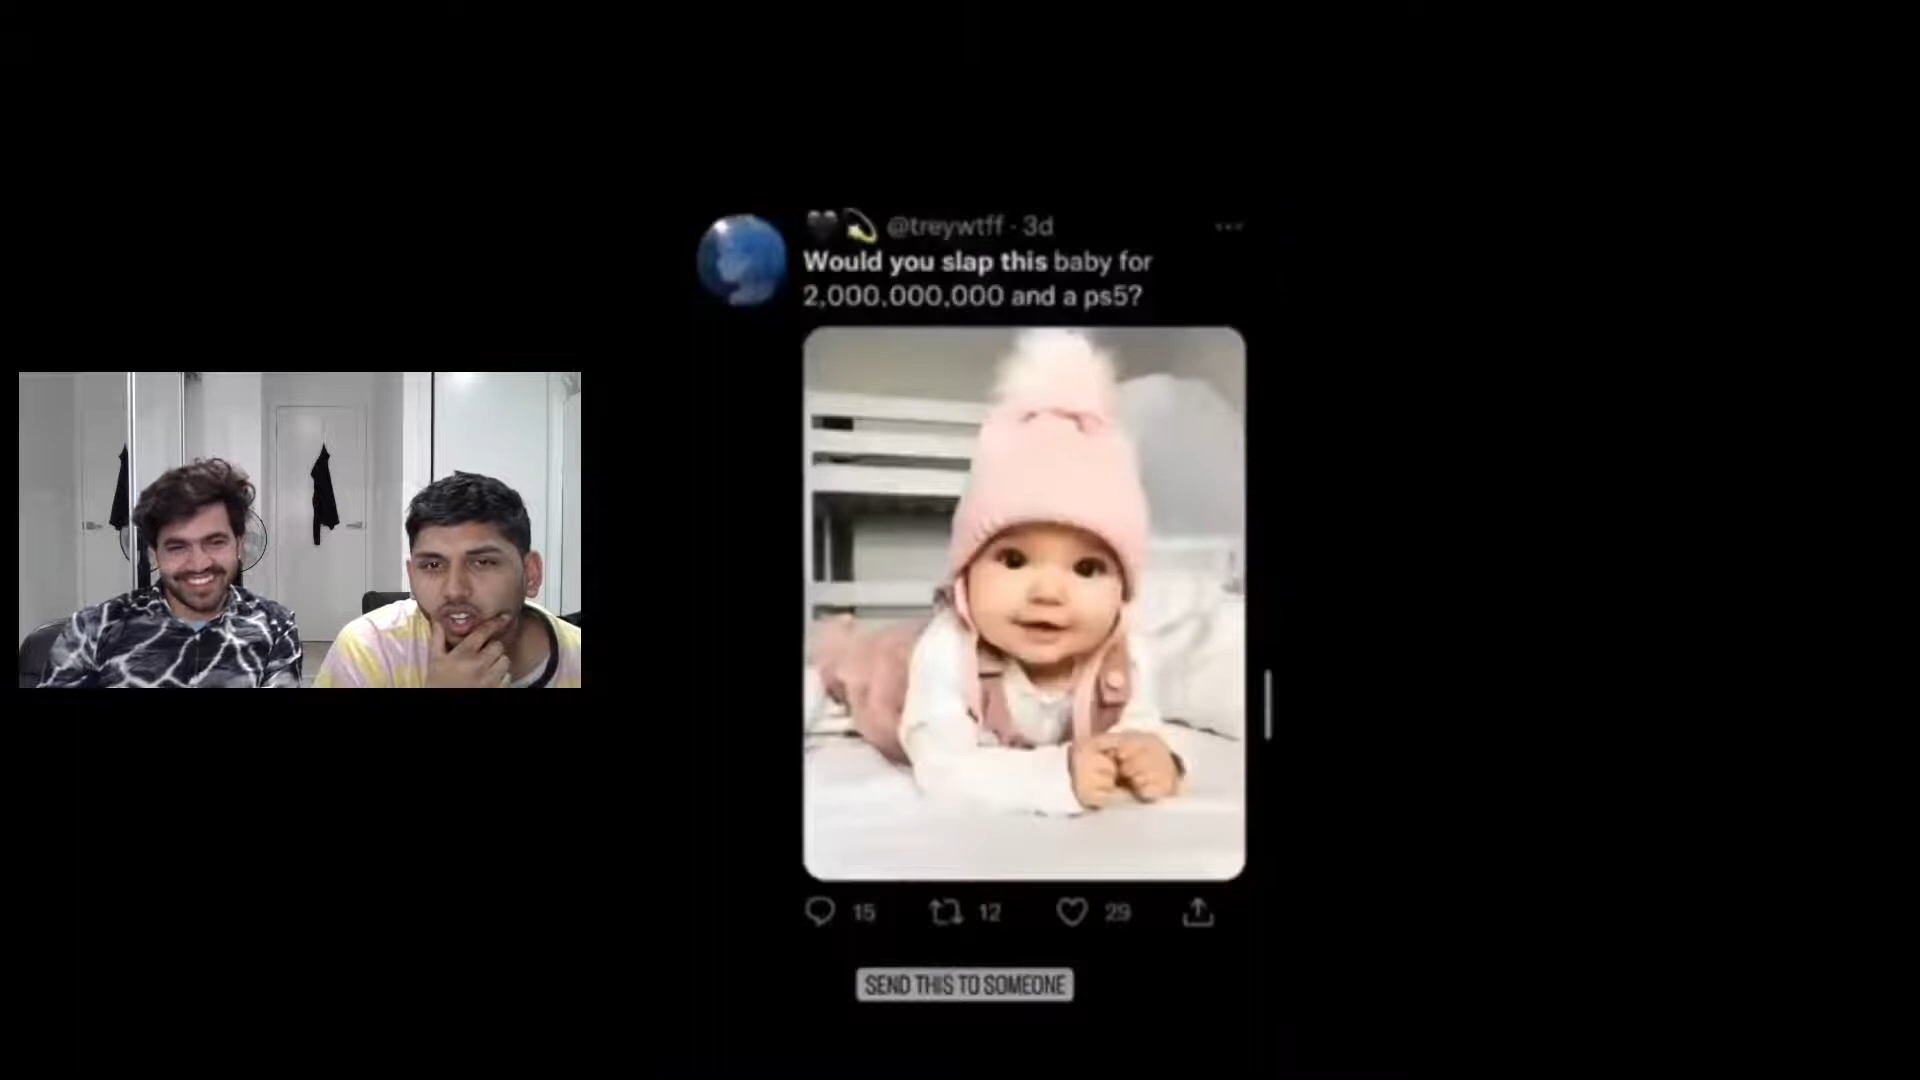 @treywtff · 3d
Would you slap this baby for
2,000,000,000 and a ps5?
15 12 29
SEND THIS TO SOMEONE